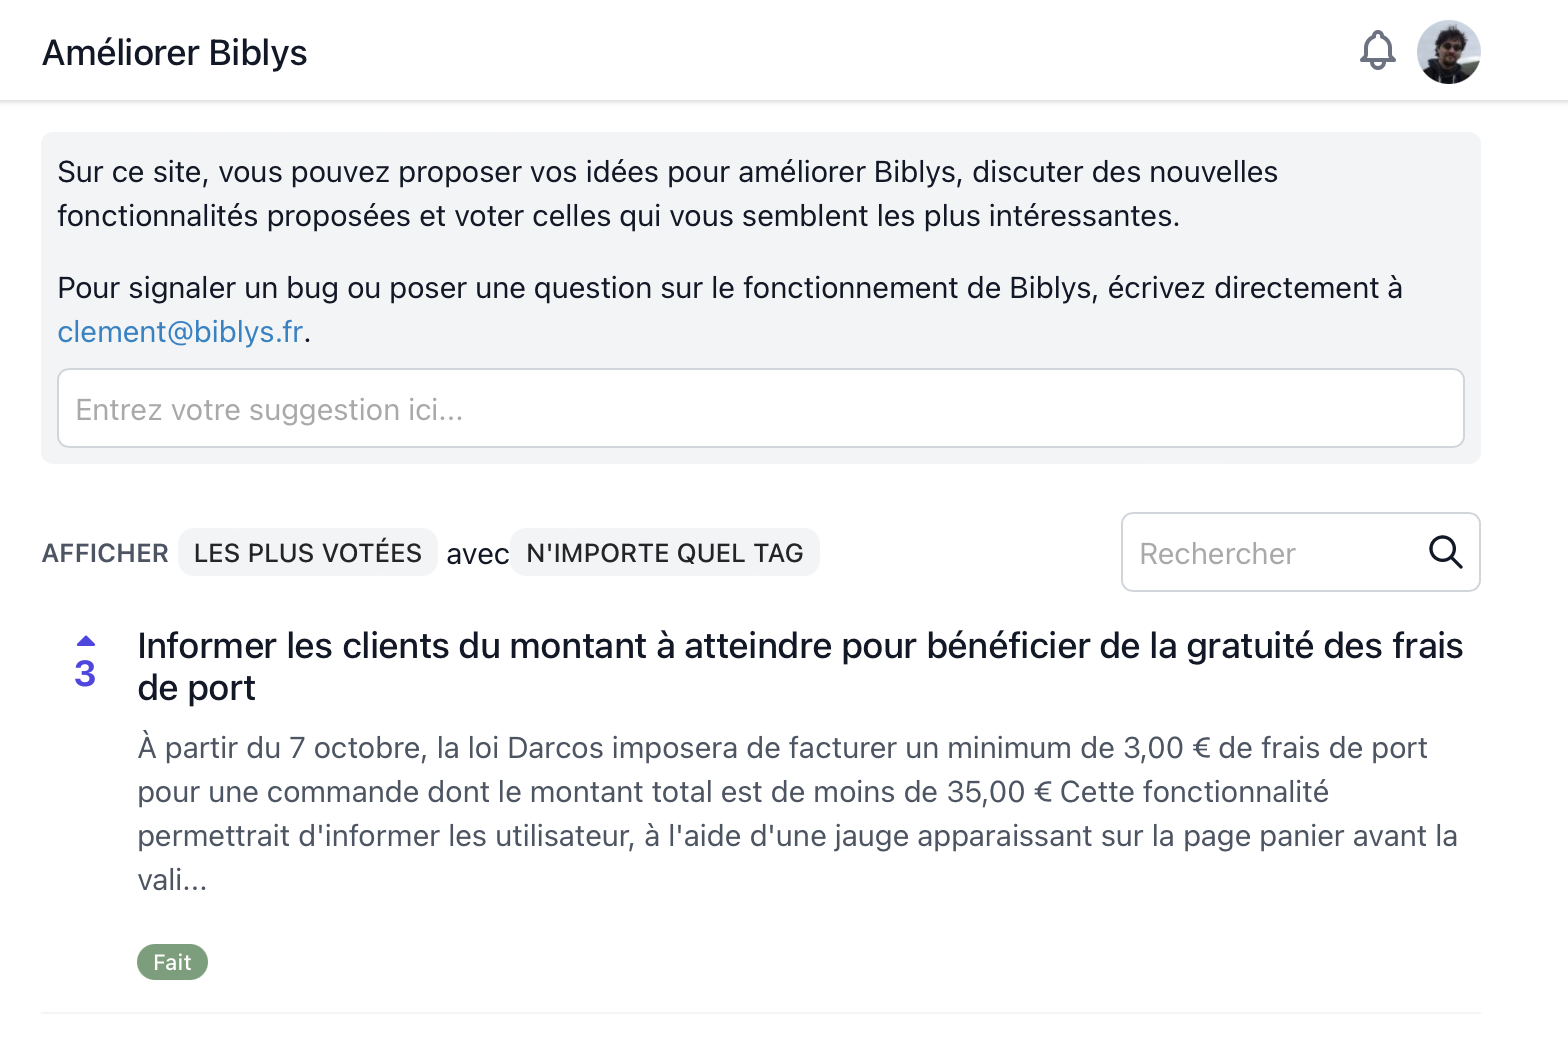 Améliorer Biblys
Sur ce site, vous pouvez proposer vos idées pour améliorer Biblys, discuter des nouvelles
fonctionnalités proposées et voter celles qui vous semblent les plus intéressantes.
Pour signaler un bug ou poser une question sur le fonctionnement de Biblys, écrivez directement à
clement@biblys.fr.
Entrez votre suggestion ici...
AFFICHER LES PLUS VOTÉES avec N'IMPORTE QUEL TAG
Rechercher
3
Informer les clients du montant à atteindre pour bénéficier de la gratuité des frais
de port
À partir du 7 octobre, la loi Darcos imposera de facturer un minimum de 3,00 € de frais de port
pour une commande dont le montant total est de moins de 35,00 € Cette fonctionnalité
permettrait d'informer les utilisateur, à l'aide d'une jauge apparaissant sur la page panier avant la
vali...
Fait